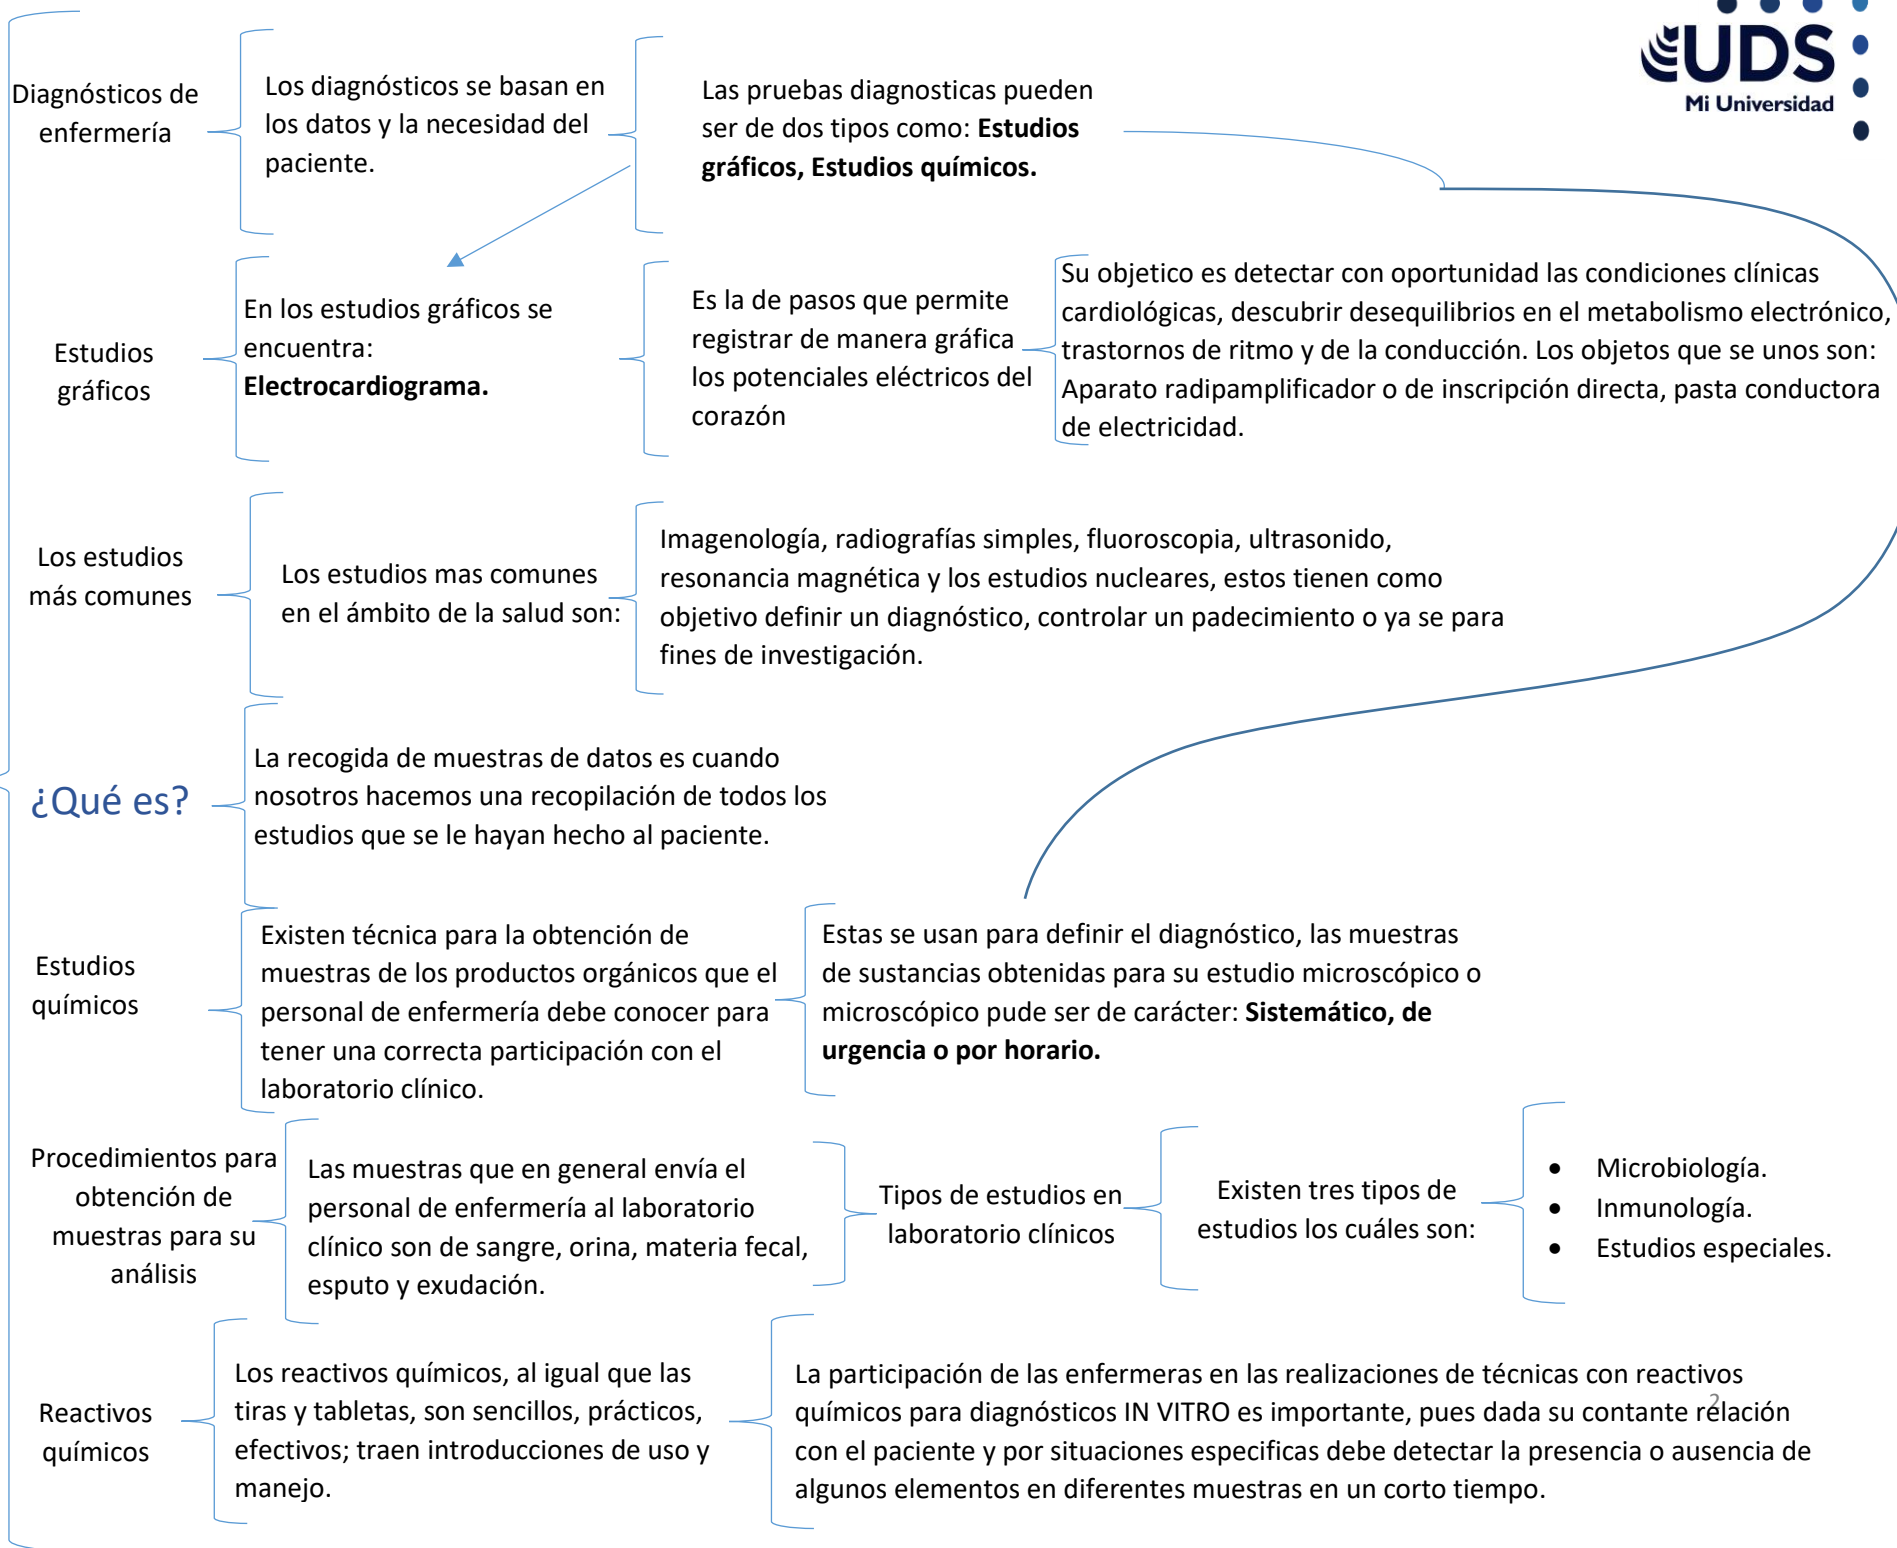 UDS
Mi Universidad
Diagnósticos de
enfermería
Los diagnósticos se basan en
los datos y la necesidad del
paciente.
Las pruebas diagnosticas pueden
ser de dos tipos como: Estudios
gráficos, Estudios químicos.
Estudios
gráficos
En los estudios gráficos se
encuentra:
Electrocardiograma.
Es la de pasos que permite
registrar de manera gráfica
los potenciales eléctricos del
corazón
Su objetico es detectar con oportunidad las condiciones clínicas
cardiológicas, descubrir desequilibrios en el metabolismo electrónico,
trastornos de ritmo y de la conducción. Los objetos que se unos son:
Aparato radipamplificador o de inscripción directa, pasta conductora
de electricidad.
Los estudios
más comunes
Los estudios mas comunes
en el ámbito de la salud son:
Imagenología, radiografías simples, fluoroscopia, ultrasonido,
resonancia magnética y los estudios nucleares, estos tienen como
objetivo definir un diagnóstico, controlar un padecimiento o ya se para
fines de investigación.
¿Qué es?
La recogida de muestras de datos es cuando
nosotros hacemos una recopilación de todos los
estudios que se le hayan hecho al paciente.
Estudios
químicos
Existen técnica para la obtención de
muestras de los productos orgánicos que el
personal de enfermería debe conocer para
tener una correcta participación con el
laboratorio clínico.
Estas se usan para definir el diagnóstico, las muestras
de sustancias obtenidas para su estudio microscópico o
microscópico pude ser de carácter: Sistemático, de
urgencia o por horario.
Procedimientos para
obtención de
muestras para su
análisis
Las muestras que en general envía el
personal de enfermería al laboratorio
clínico son de sangre, orina, materia fecal,
esputo y exudación.
Tipos de estudios en
laboratorio clínicos
Existen tres tipos de
estudios los cuáles son:
• Microbiología.
• Inmunología.
• Estudios especiales.
Reactivos
químicos
Los reactivos químicos, al igual que las
tiras y tabletas, son sencillos, prácticos,
efectivos; traen introducciones de uso y
manejo.
La participación de las enfermeras en las realizaciones de técnicas con reactivos
químicos para diagnósticos IN VITRO es importante, pues dada su contante relación
con el paciente y por situaciones especificas debe detectar la presencia o ausencia de
algunos elementos en diferentes muestras en un corto tiempo.
2